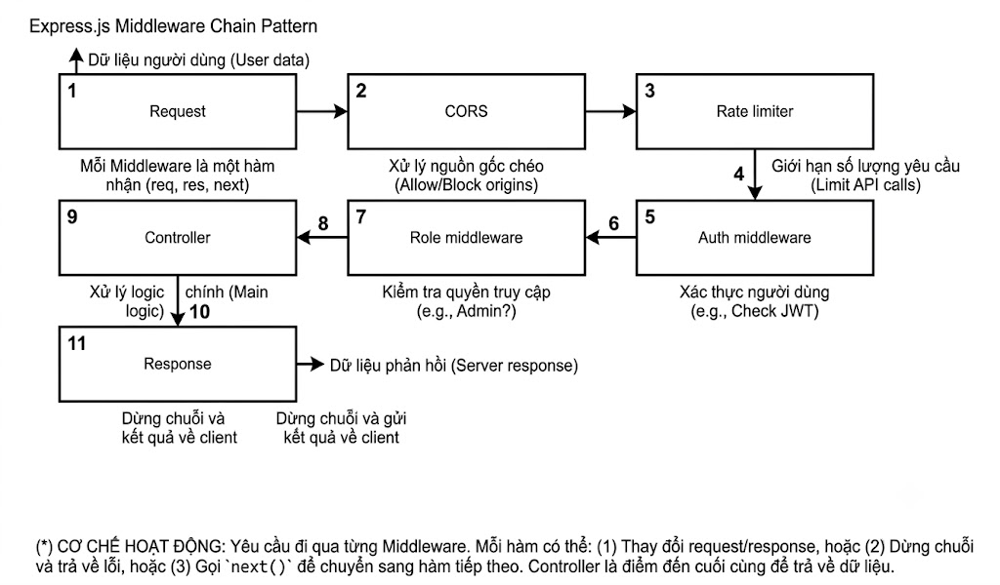 Express.js Middleware Chain Pattern
Dữ liệu người dùng (User data)
1
Request
2
CORS
3
Rate limiter
Mỗi Middleware là một hàm
nhận (req, res, next)
Xử lý nguồn gốc chéo
(Allow/Block origins)
4
Giới hạn số lượng yêu cầu
(Limit API calls)
9
Controller
8
7
Role middleware
6
5
Auth middleware
Xử lý logic chính (Main
logic)
10
Kiểm tra quyền truy cập
(e.g., Admin?)
Xác thực người dùng
(e.g., Check JWT)
11
Response
Dữ liệu phản hồi (Server response)
Dừng chuỗi và
kết quả về client
Dừng chuỗi và gửi
kết quả về client
(*) CƠ CHẾ HOẠT ĐỘNG: Yêu cầu đi qua từng Middleware. Mỗi hàm có thể: (1) Thay đổi request/response, hoặc (2) Dừng chuỗi
và trả về lỗi, hoặc (3) Gọi `next()` để chuyển sang hàm tiếp theo. Controller là điểm đến cuối cùng để trả về dữ liệu.